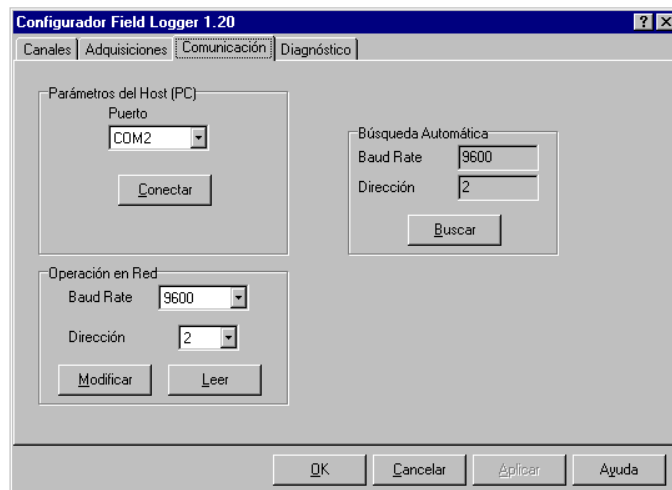 Configurador Field Logger 1.20
Canales Adquisiciones Comunicación Diagnóstico
Parámetros del Host (PC)
Puerto
COM2
Conectar
Búsqueda Automática
Baud Rate 9600
Dirección 2
Buscar
Operación en Red
Baud Rate 9600
Dirección 2
Modificar Leer
OK Cancelar Aplicar Ayuda